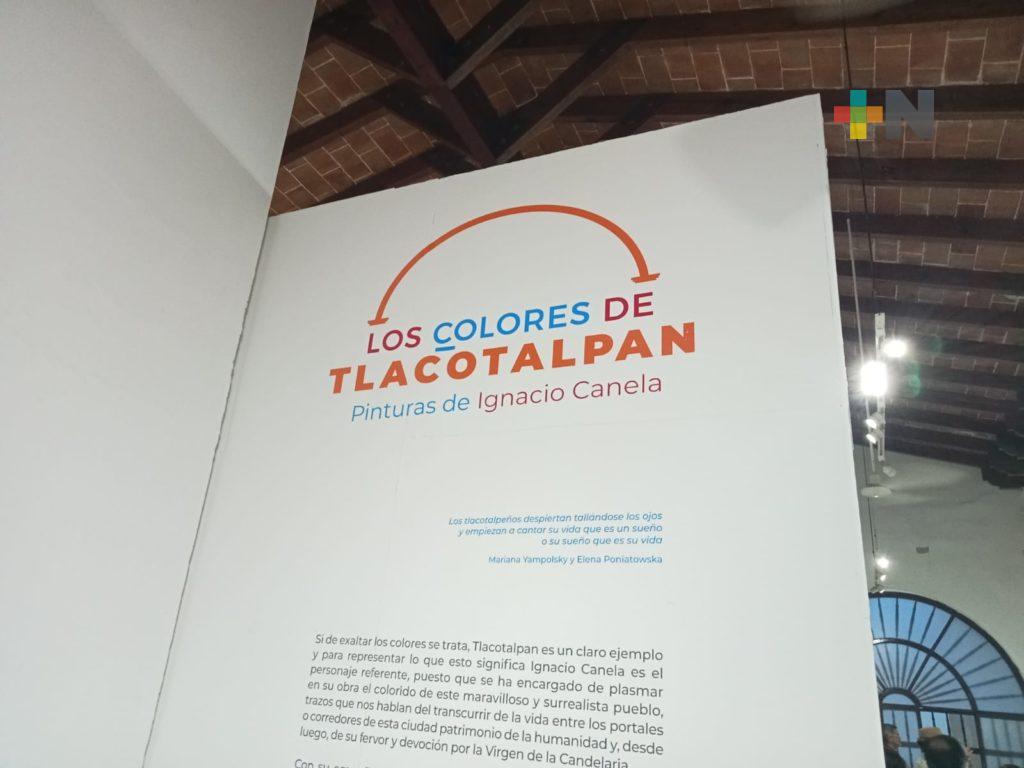 +N
LOS COLORES DE
TLACOTALPAN
Pinturas de Ignacio Canela
Los tlacotalpeños despiertan tallándose los ojos
y empiezan a cantar su vida que es un sueño
o su sueño que es su vida
Mariana Yampolsky y Elena Poniatowska
Si de exaltar los colores se trata, Tlacotalpan es un claro ejemplo
y para representar lo que esto significa Ignacio Canela es el
personaje referente, puesto que se ha encargado de plasmar
en su obra el colorido de este maravilloso y surrealista pueblo,
trazos que nos hablan del transcurrir de la vida entre los portales
o corredores de esta ciudad patrimonio de la humanidad y, desde
luego, de su fervor y devoción por la Virgen de la Candelaria.
Con su